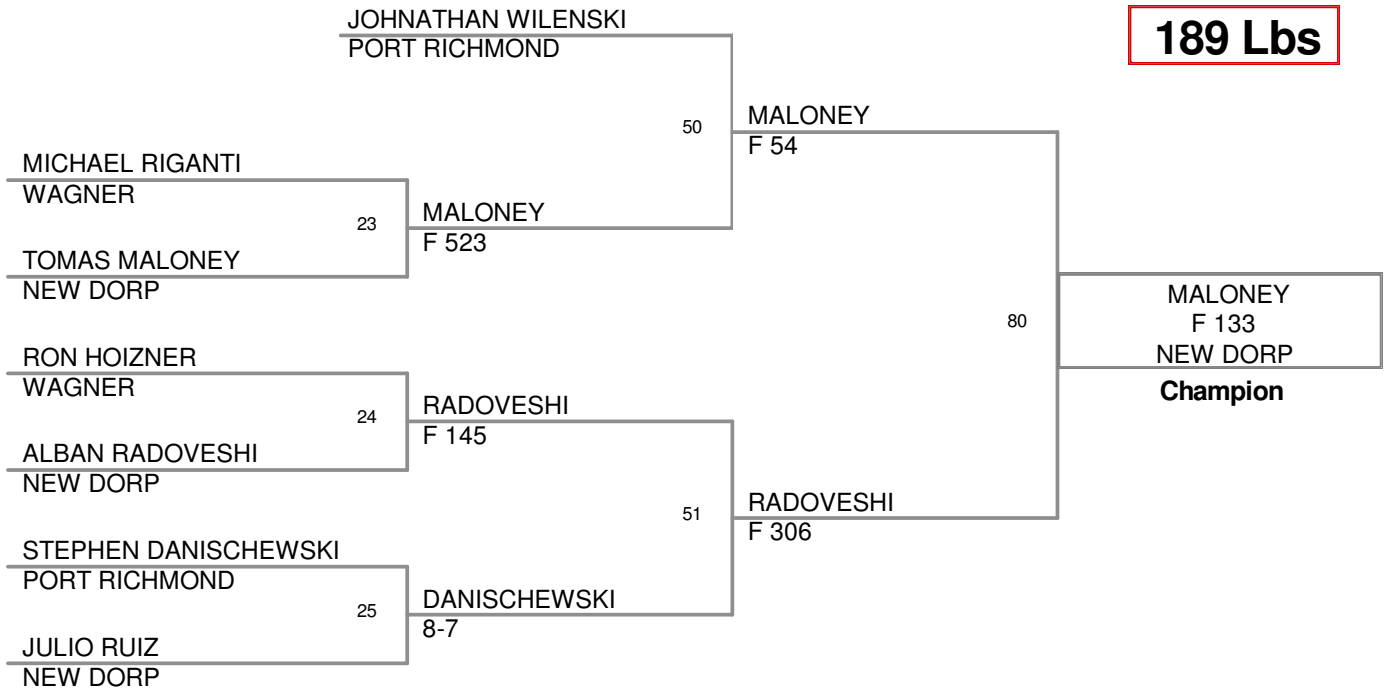 JOHNATHAN WILENSKI
PORT RICHMOND
189 Lbs
50
MALONEY
F 54
MICHAEL RIGANTI
WAGNER
23
MALONEY
F 523
TOMAS MALONEY
NEW DORP
80
MALONEY
F 133
NEW DORP
Champion
RON HOIZNER
WAGNER
24
RADOVESHI
F 145
ALBAN RADOVESHI
NEW DORP
51
RADOVESHI
F 306
STEPHEN DANISCHEWSKI
PORT RICHMOND
25
DANISCHEWSKI
8-7
JULIO RUIZ
NEW DORP